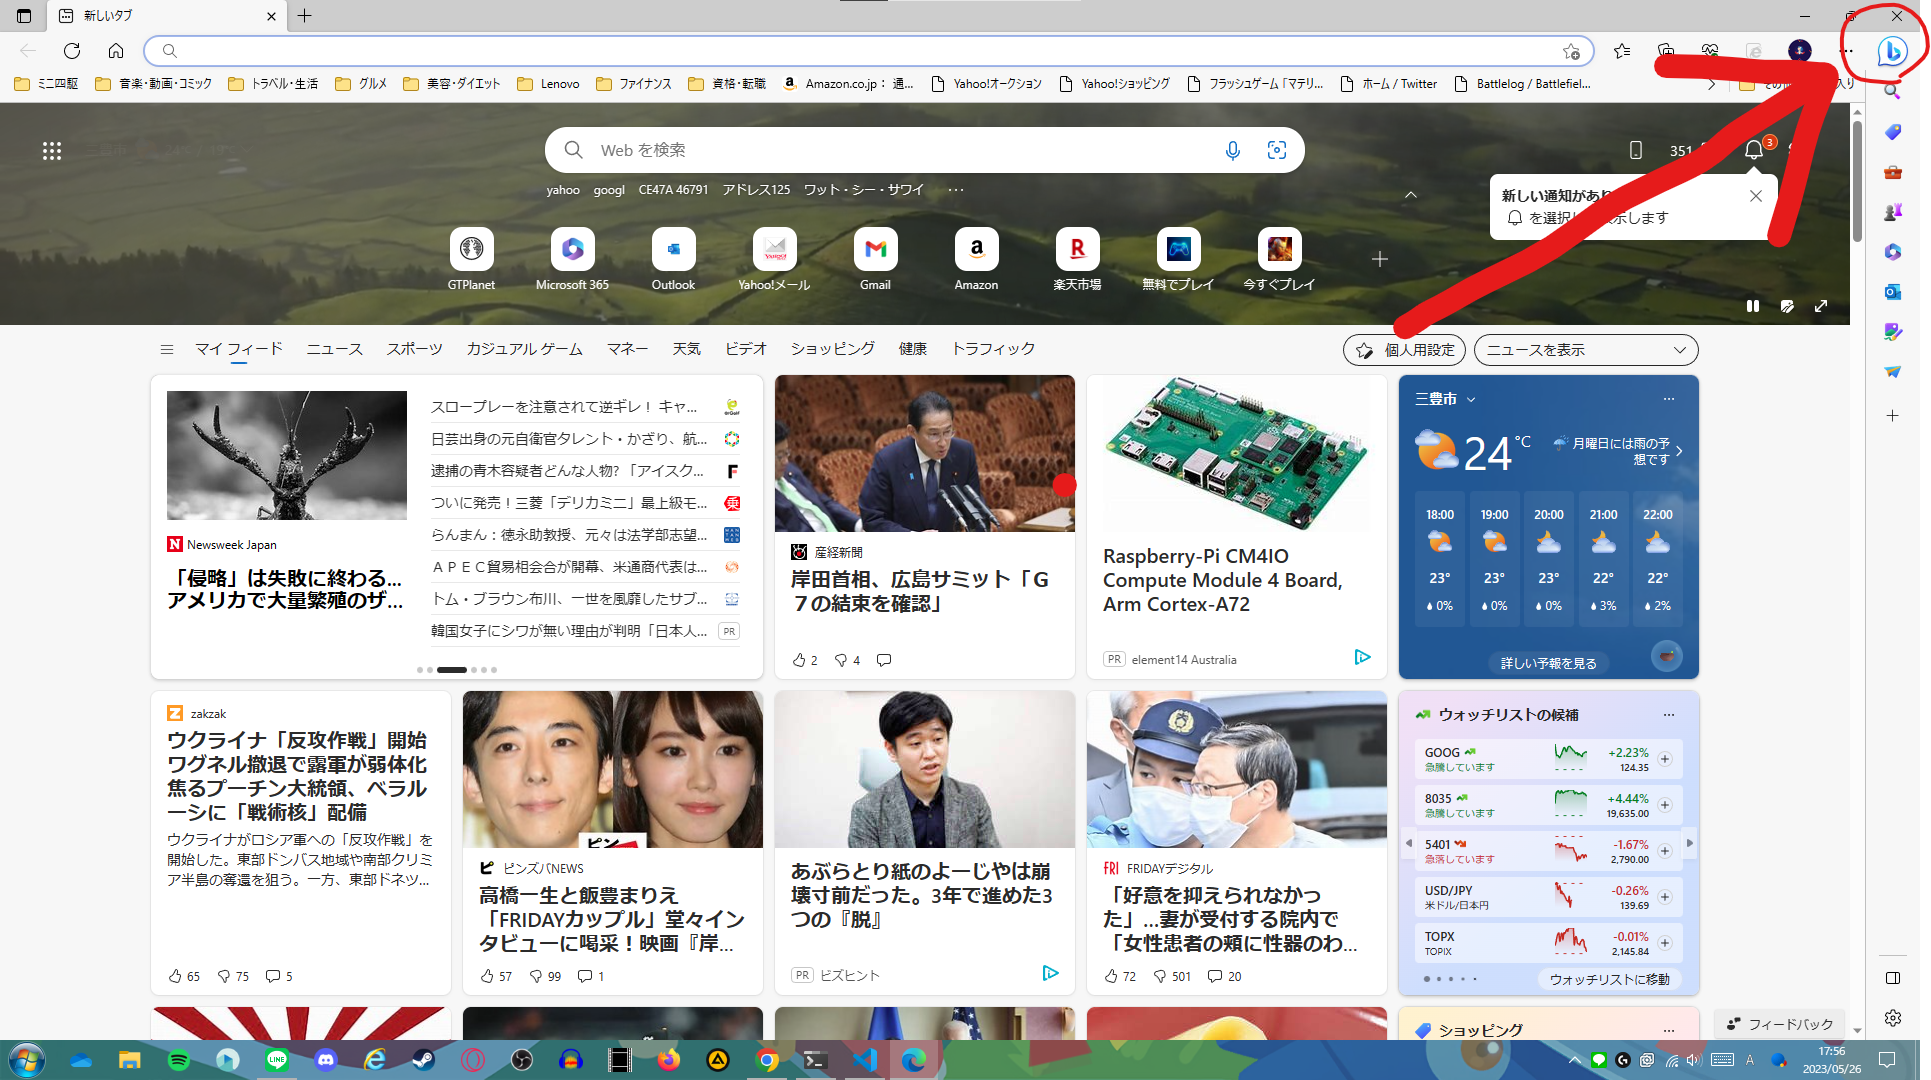 新しいタブ
ミニ四駆
音楽・動画・コミック
トラベル・生活
グルメ
美容・ダイエット
Lenovo
ファイナンス
資格・転職
Amazon.co.jp： 通...
Yahoo!オークション
Yahoo!ショッピング
フラッシュゲーム「マテリ...
ホーム / Twitter
Battlelog / Battlefiel...
入り
Web を検索
351
3
yahoo
googl
CE47A 46791
アドレス125
ワット・シー・サワイ
...
新しい通知があり
を選択し 表示します
GTPlanet
Microsoft 365
Outlook
Yahoo!メール
Gmail
Amazon
楽天市場
無料でプレイ
今すぐプレイ
マイ フィード
ニュース
スポーツ
カジュアル ゲーム
マネー
天気
ビデオ
ショッピング
健康
トラフィック
個人用設定
ニュースを表示
Newsweek Japan
「侵略」は失敗に終わる...
アメリカで大量繁殖のザ...
スロープレーを注意されて逆ギレ！ キャ...
日芸出身の元自衛官タレント・かざり、航...
逮捕の青木容疑者どんな人物? 「アイスク...
ついに発売！三菱「デリカミニ」最上級モ...
らんまん：徳永助教授、元々は法学部志望...
ＡＰＥＣ貿易相会合が開幕、米通商代表は...
トム・ブラウン布川、一世を風靡したサブ...
韓国女子にシワが無い理由が判明「日本人...
PR
産経新聞
岸田首相、広島サミット「Ｇ
７の結束を確認」
2
4
Raspberry-Pi CM4IO
Compute Module 4 Board,
Arm Cortex-A72
PR
element14 Australia
三豊市
24
°C
月曜日には雨の予
想です
18:00
19:00
20:00
21:00
22:00
23°
23°
23°
22°
22°
0%
0%
0%
3%
2%
詳しい予報を見る
zakzak
ウクライナ「反攻作戦」開始
ワグネル撤退で露軍が弱体化
焦るプーチン大統領、ベラル
ーシに「戦術核」配備
ウクライナがロシア軍への「反攻作戦」を
開始した。東部ドンバス地域や南部クリミ
ア半島の奪還を狙う。一方、東部ドネツ...
65
75
5
ピンズバNEWS
高橋一生と飯豊まりえ
「FRIDAYカップル」堂々イン
タビューに喝采！映画『岸...
57
99
1
あぶらとり紙のよーじやは崩
壊寸前だった。3年で進めた3
つの『脱』
PR
ビズヒント
FRI
FRIDAYデジタル
「好意を抑えられなかっ
た」...妻が受付する院内で
「女性患者の頬に性器のわ...
72
501
20
ウォッチリストの候補
GOOG
急騰しています
+2.23%
124.35
8035
急騰しています
+4.44%
19,635.00
5401
急落しています
-1.67%
2,790.00
USD/JPY
米ドル/日本円
-0.26%
139.69
TOPX
TOPIX
-0.01%
2,145.84
ウォッチリストに移動
ショッピング
フィードバック
LINE
A
17:56
2023/05/26